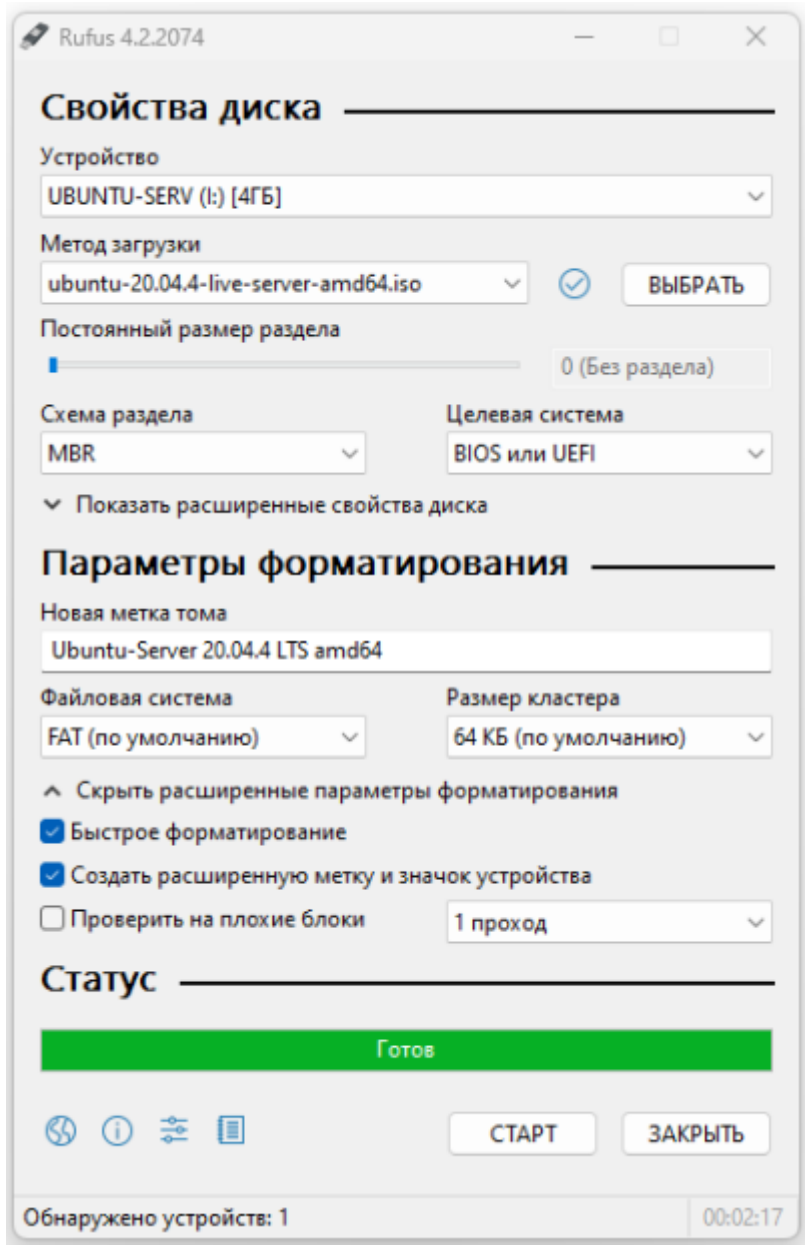 Rufus 4.2.2074
Свойства диска
Устройство
UBUNTU-SERV (I:) [4ГБ]
Метод загрузки
ubuntu-20.04.4-live-server-amd64.iso
ВЫБРАТЬ
Постоянный размер раздела
0 (Без раздела)
Схема раздела
Целевая система
MBR
BIOS или UEFI
Показать расширенные свойства диска
Параметры форматирования
Новая метка тома
Ubuntu-Server 20.04.4 LTS amd64
Файловая система
Размер кластера
FAT (по умолчанию)
64 КБ (по умолчанию)
Скрыть расширенные параметры форматирования
Быстрое форматирование
Создать расширенную метку и значок устройства
Проверить на плохие блоки
1 проход
Статус
Готов
СТАРТ
ЗАКРЫТЬ
Обнаружено устройств: 1
00:02:17